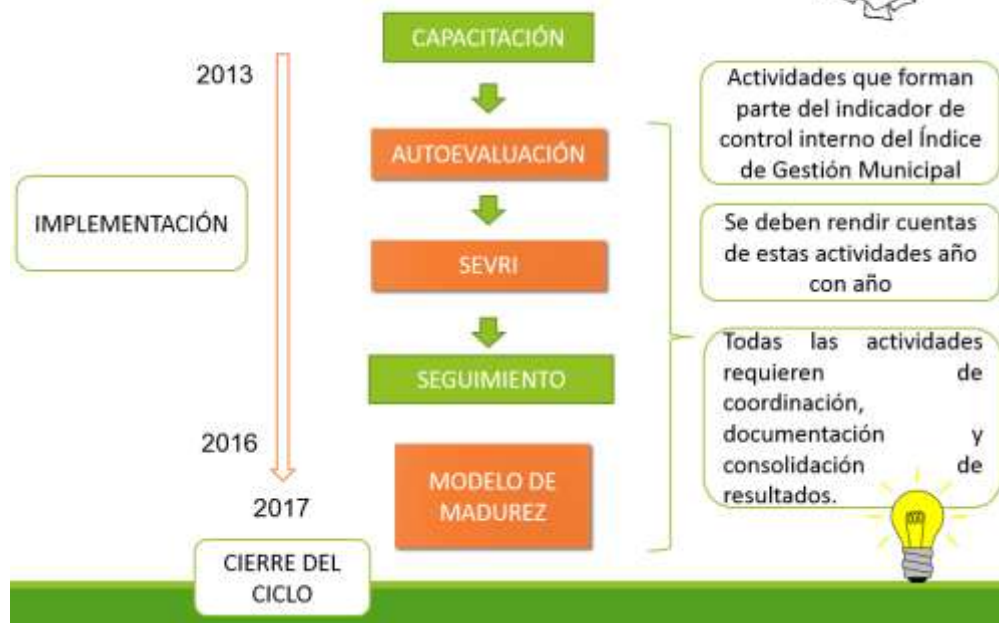 CAPACITACIÓN
2013
AUTOEVALUACIÓN
IMPLEMENTACIÓN
SEVRI
SEGUIMIENTO
2016
MODELO DE
MADUREZ
2017
CIERRE DEL
CICLO
Actividades que forman
parte del indicador de
control interno del Índice
de Gestión Municipal
Se deben rendir cuentas
de estas actividades año
con año
Todas las actividades
requieren de
coordinación,
documentación y
consolidación de
resultados.